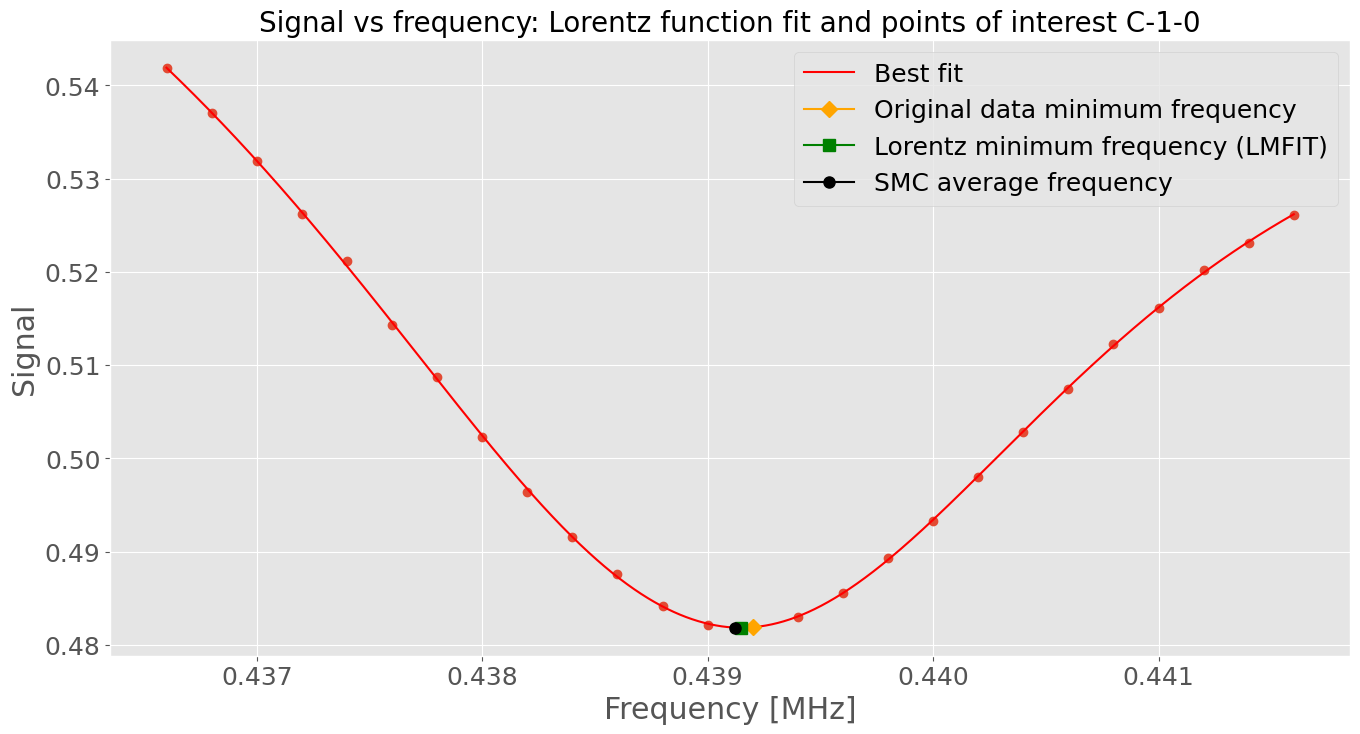 Signal vs frequency: Lorentz function fit and points of interest C-1-0
Best fit
Original data minimum frequency
Lorentz minimum frequency (LMFIT)
SMC average frequency
Signal
0.54
0.53
0.52
0.51
0.50
0.49
0.48
0.437 0.438 0.439 0.440 0.441
Frequency [MHz]